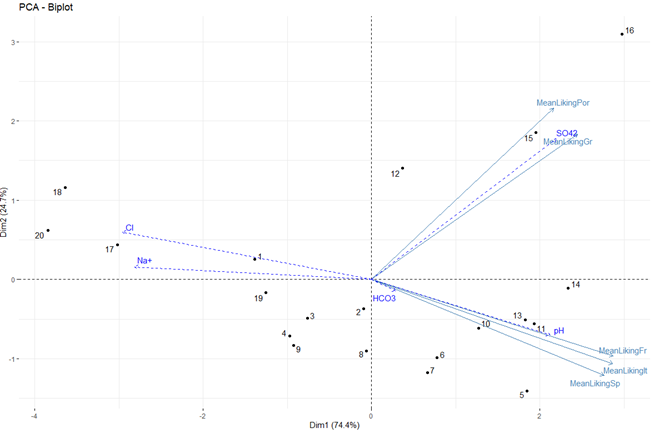 PCA - Biplot
16
3
MeanLikingPor
SO42
15
MeanLikingGr
2
12
18
1
20
Cl
17
Na+
1
Dim2 (24.7%)
0
19
HCO3
14
2
3
13
11
10
pH
4
9
8
6
MeanLikingFr
-1
7
MeanLikingIt
MeanLikingSp
5
-4
-2
0
2
Dim1 (74.4%)